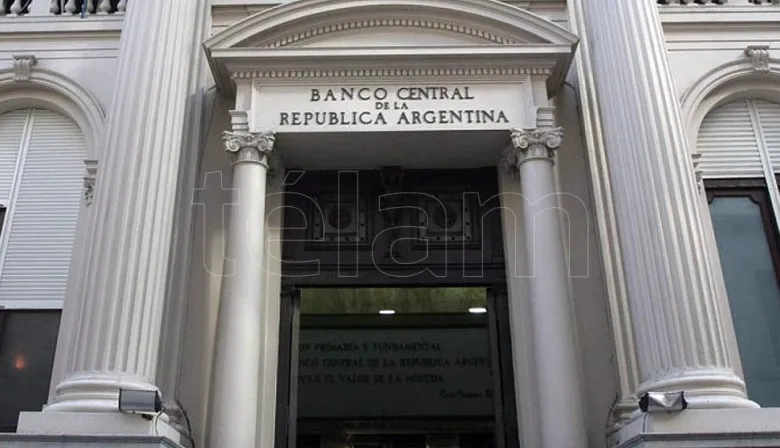 BANCO CENTRAL
DE LA
REPUBLICA ARGENTINA
télam
PRIMARIA Y FUNDAMENTAL
CENTRAL DE LA REPUBLICA
EL VALOR DE LA MONEDA